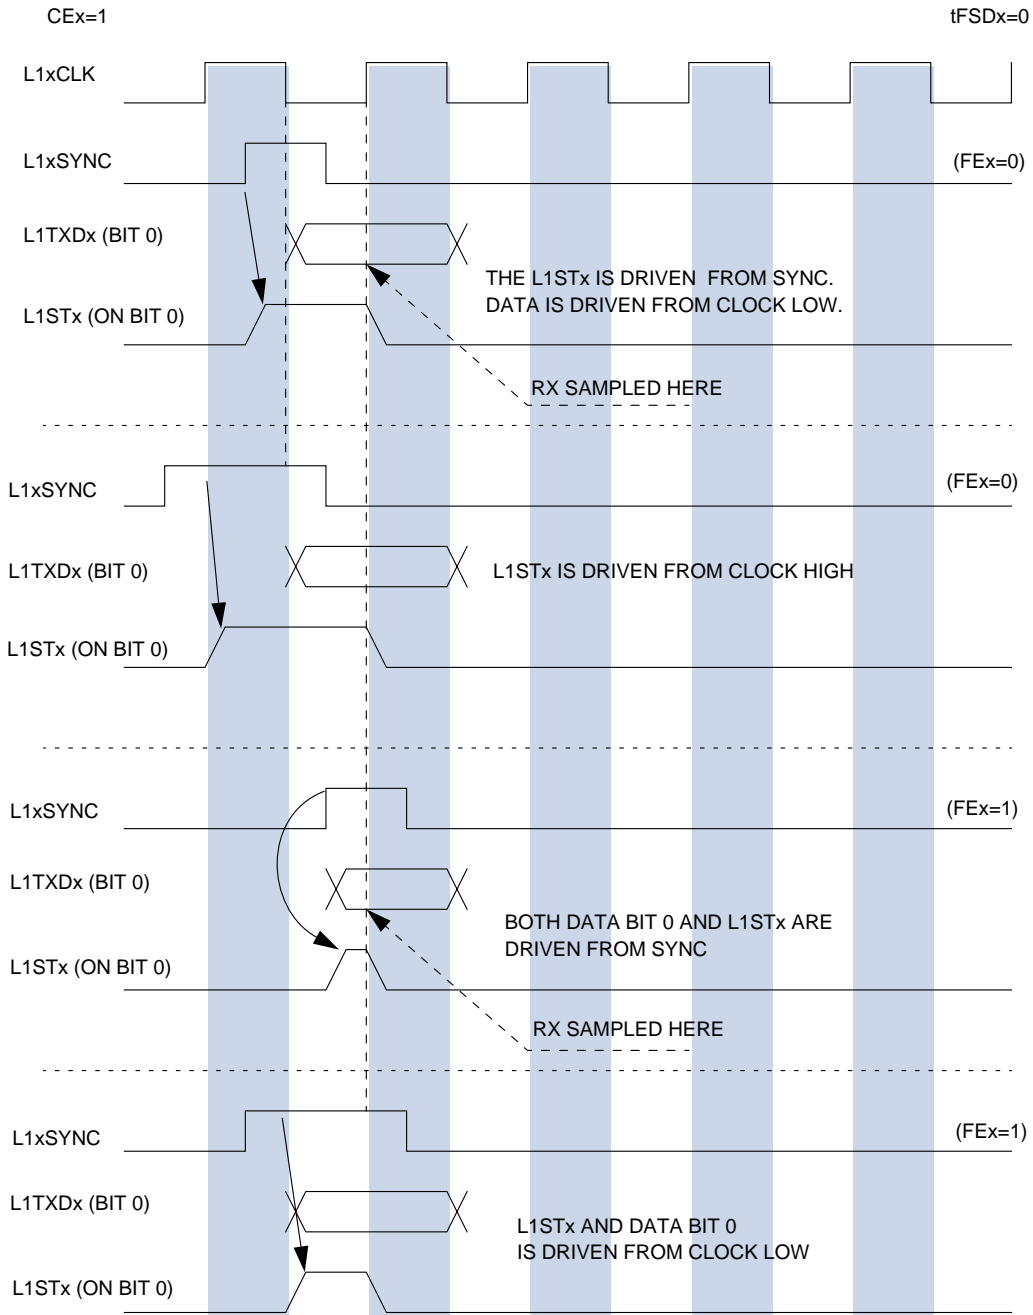 CEx=1
tFSDx=0
L1xCLK
L1xSYNC
(FEx=0)
L1TXDx (BIT 0)
THE L1STx IS DRIVEN FROM SYNC.
DATA IS DRIVEN FROM CLOCK LOW.
L1STx (ON BIT 0)
RX SAMPLED HERE
L1xSYNC
(FEx=0)
L1TXDx (BIT 0)
L1STx IS DRIVEN FROM CLOCK HIGH
L1STx (ON BIT 0)
L1xSYNC
(FEx=1)
L1TXDx (BIT 0)
BOTH DATA BIT 0 AND L1STx ARE
DRIVEN FROM SYNC
L1STx (ON BIT 0)
RX SAMPLED HERE
L1xSYNC
(FEx=1)
L1TXDx (BIT 0)
L1STx AND DATA BIT 0
IS DRIVEN FROM CLOCK LOW
L1STx (ON BIT 0)